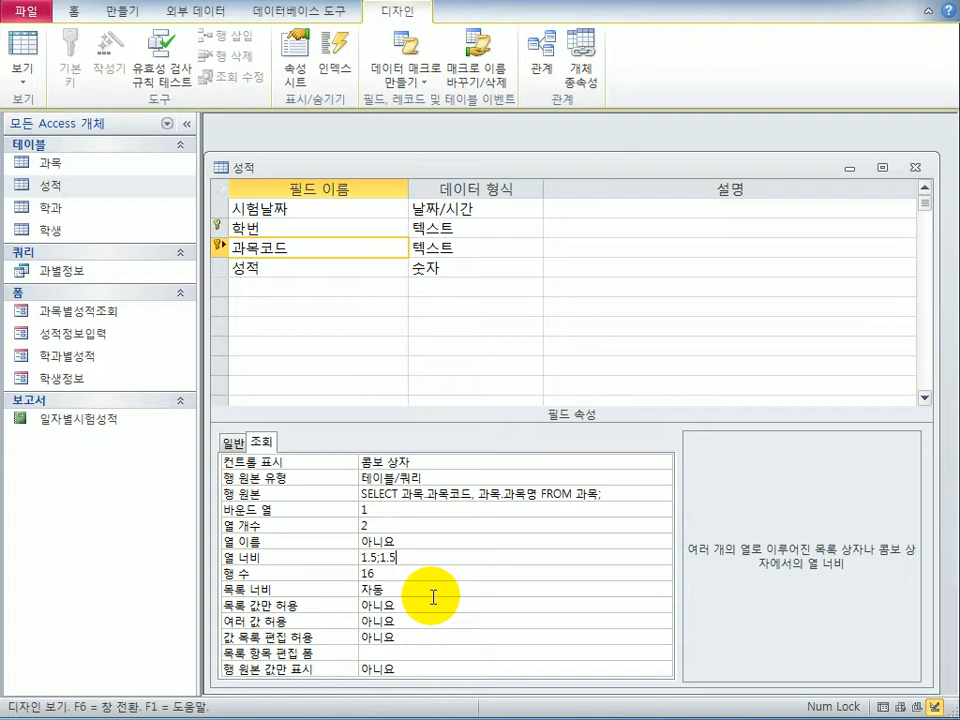 파일 홈 만들기 외부 데이터 데이터베이스 도구 디자인
보기
기본 키
작성기
유효성 검사 규칙 테스트
행 삽입
행 삭제
조회 수정
속성 시트
인덱스
데이터 매크로 만들기
매크로 이름 바꾸기/삭제
관계
개체 종속성
보기 도구 표시/숨기기 필드, 레코드 및 테이블 이벤트 관계
모든 Access 개체 «
테이블
과목
성적
학과
학생
쿼리
과별정보
폼
과목별성적조회
성적정보입력
학과별성적
학생정보
보고서
일자별시험성적
성적
필드 이름 데이터 형식 설명
시험날짜 날짜/시간
학번 텍스트
과목코드 텍스트
성적 숫자
필드 속성
일반 조회
컨트롤 표시 콤보 상자
행 원본 유형 테이블/쿼리
행 원본 SELECT 과목.과목코드, 과목.과목명 FROM 과목;
바운드 열 1
열 개수 2
열 이름 아니요
열 너비 1.5;1.5
행 수 16
목록 너비 자동
목록 값만 허용 아니요
여러 값 허용 아니요
값 목록 편집 허용 아니요
목록 항목 편집 폼
행 원본 값만 표시 아니요
여러 개의 열로 이루어진 목록 상자나 콤보 상
자에서의 열 너비
디자인 보기. F6 = 창 전환. F1 = 도움말. Num Lock